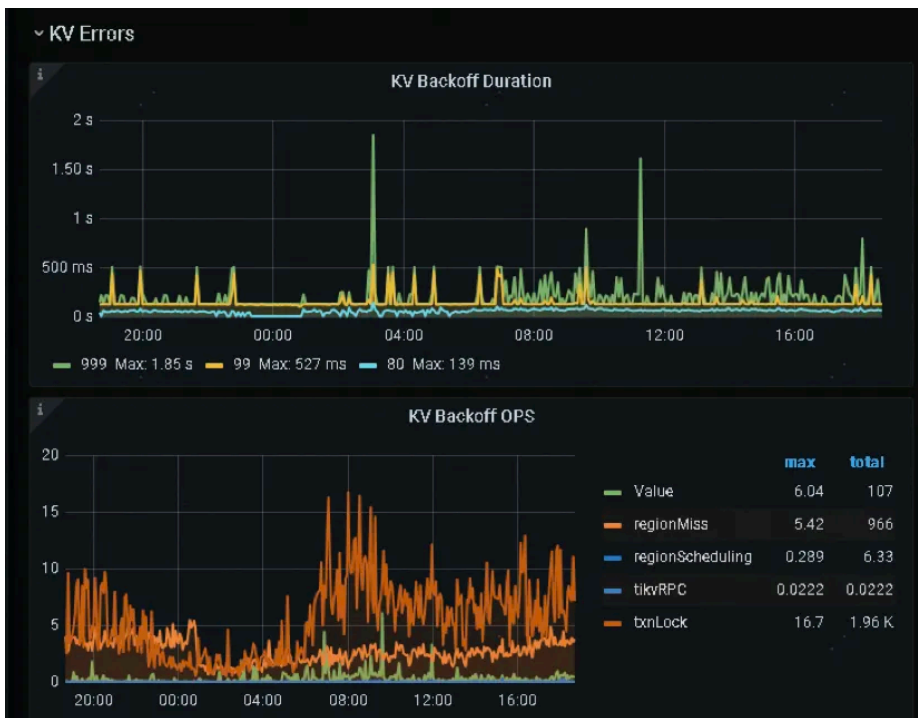 KV Errors
i
KV Backoff Duration
2 s
1.50 s
1 s
500 ms
0 s
20:00 00:00 04:00 08:00 12:00 16:00
999 Max: 1.85 s 99 Max: 527 ms 80 Max: 139 ms
i
KV Backoff OPS
20
15
10
5
0
20:00 00:00 04:00 08:00 12:00 16:00
max total
Value 6.04 107
regionMiss 5.42 966
regionScheduling 0.289 6.33
tikvRPC 0.0222 0.0222
txnLock 16.7 1.96 K